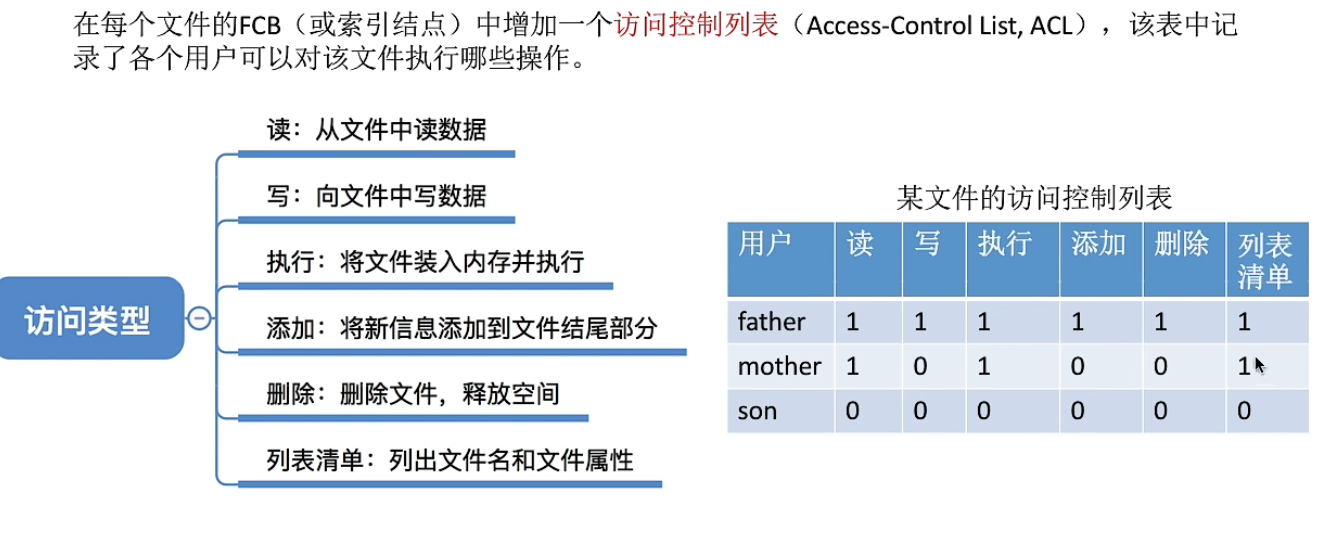 在每个文件的FCB（或索引结点）中增加一个访问控制列表（Access-Control List, ACL），该表中记
录了各个用户可以对该文件执行哪些操作。
访问类型
读：从文件中读数据
写：向文件中写数据
执行：将文件装入内存并执行
添加：将新信息添加到文件结尾部分
删除：删除文件，释放空间
列表清单：列出文件名和文件属性
某文件的访问控制列表
用户 读 写 执行 添加 删除 列表
清单
father 1 1 1 1 1 1
mother 1 0 1 0 0 1
son 0 0 0 0 0 0